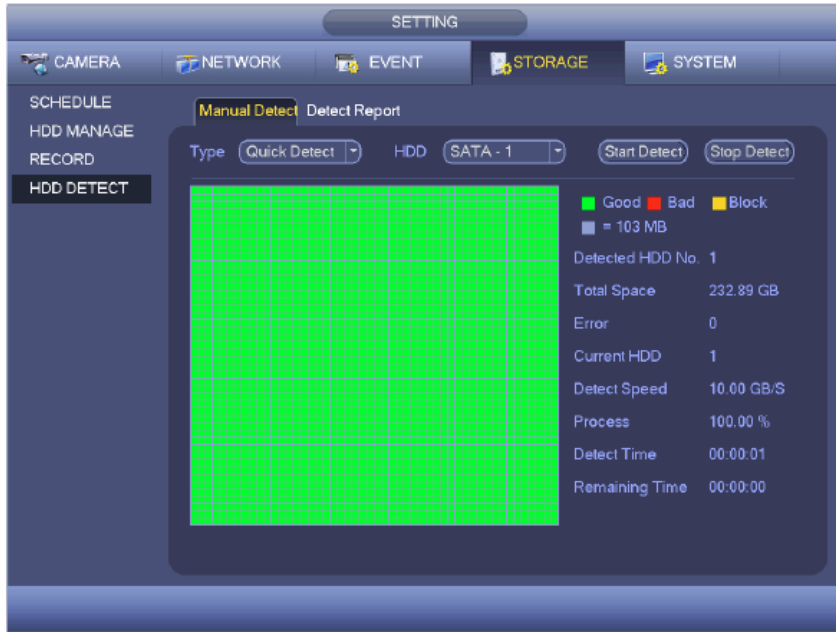 SETTING
CAMERA NETWORK EVENT STORAGE SYSTEM
SCHEDULE
HDD MANAGE
RECORD
HDD DETECT
Manual Detect Detect Report
Type Quick Detect HDD SATA - 1 Start Detect Stop Detect
Good Bad Block
= 103 MB
Detected HDD No. 1
Total Space 232.89 GB
Error 0
Current HDD 1
Detect Speed 10.00 GB/S
Process 100.00 %
Detect Time 00:00:01
Remaining Time 00:00:00